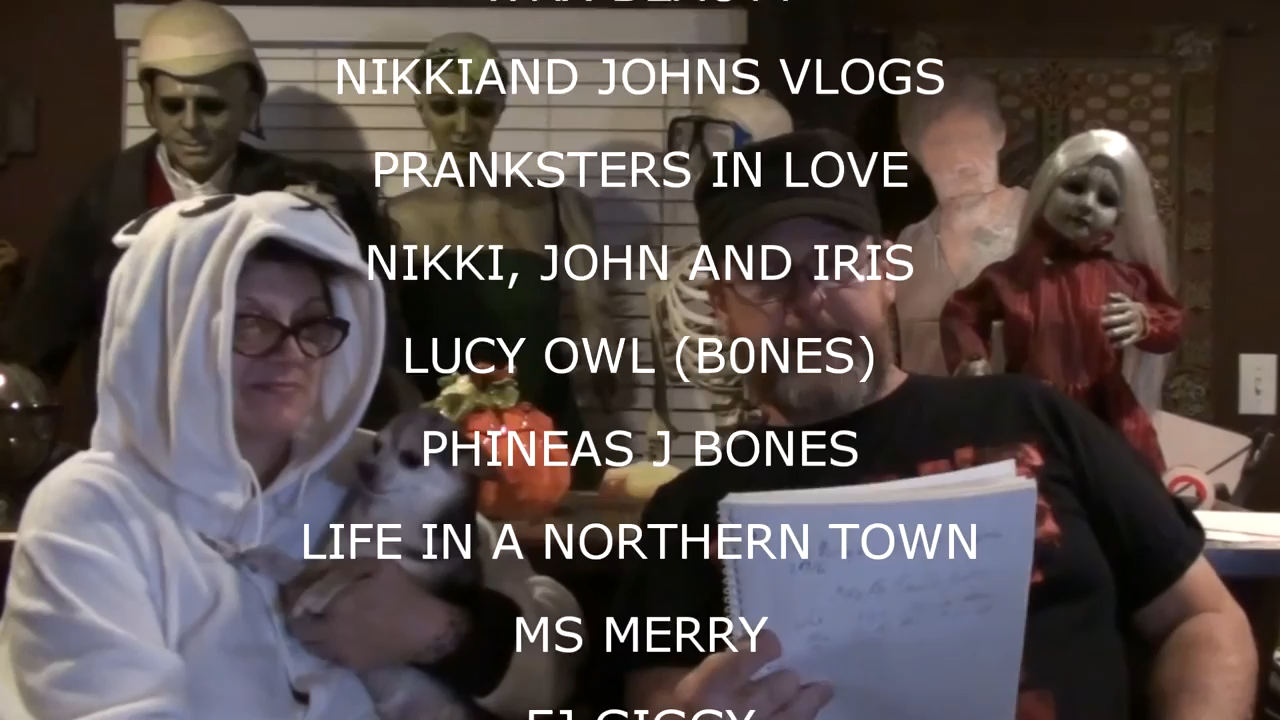 NIKKIAND JOHNS VLOGS
PRANKSTERS IN LOVE
NIKKI, JOHN AND IRIS
LUCY OWL (B0NES)
PHINEAS J BONES
LIFE IN A NORTHERN TOWN
MS MERRY